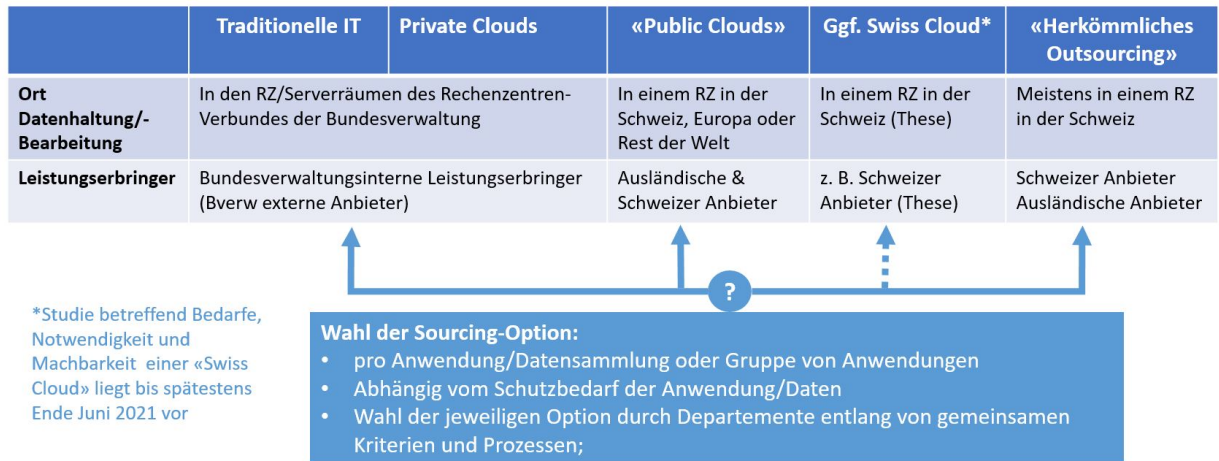 Traditionelle IT
Private Clouds
«Public Clouds»
Ggf. Swiss Cloud*
«Herkömmliches
Outsourcing»
Ort
Datenhaltung/-
Bearbeitung
In den RZ/Serverräumen des Rechenzentren-
Verbundes der Bundesverwaltung
In einem RZ in der
Schweiz, Europa oder
Rest der Welt
In einem RZ in der
Schweiz (These)
Meistens in einem RZ
in der Schweiz
Leistungserbringer
Bundesverwaltungsinterne Leistungserbringer
(Bverw externe Anbieter)
Ausländische &
Schweizer Anbieter
z. B. Schweizer
Anbieter (These)
Schweizer Anbieter
Ausländische Anbieter
?
*Studie betreffend Bedarfe,
Notwendigkeit und
Machbarkeit einer «Swiss
Cloud» liegt bis spätestens
Ende Juni 2021 vor
Wahl der Sourcing-Option:
• pro Anwendung/Datensammlung oder Gruppe von Anwendungen
• Abhängig vom Schutzbedarf der Anwendung/Daten
• Wahl der jeweiligen Option durch Departemente entlang von gemeinsamen
Kriterien und Prozessen;